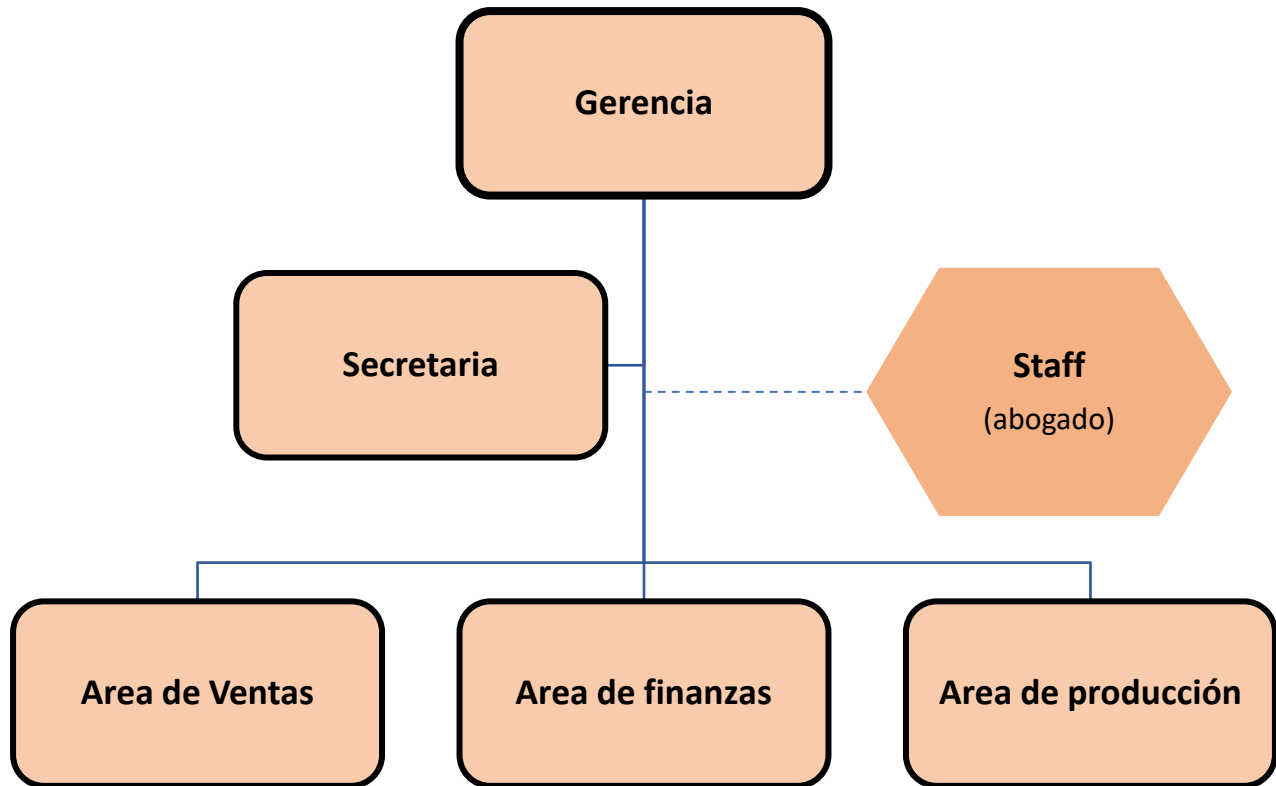 Gerencia
Secretaria
Staff
(abogado)
Area de Ventas
Area de finanzas
Area de producción